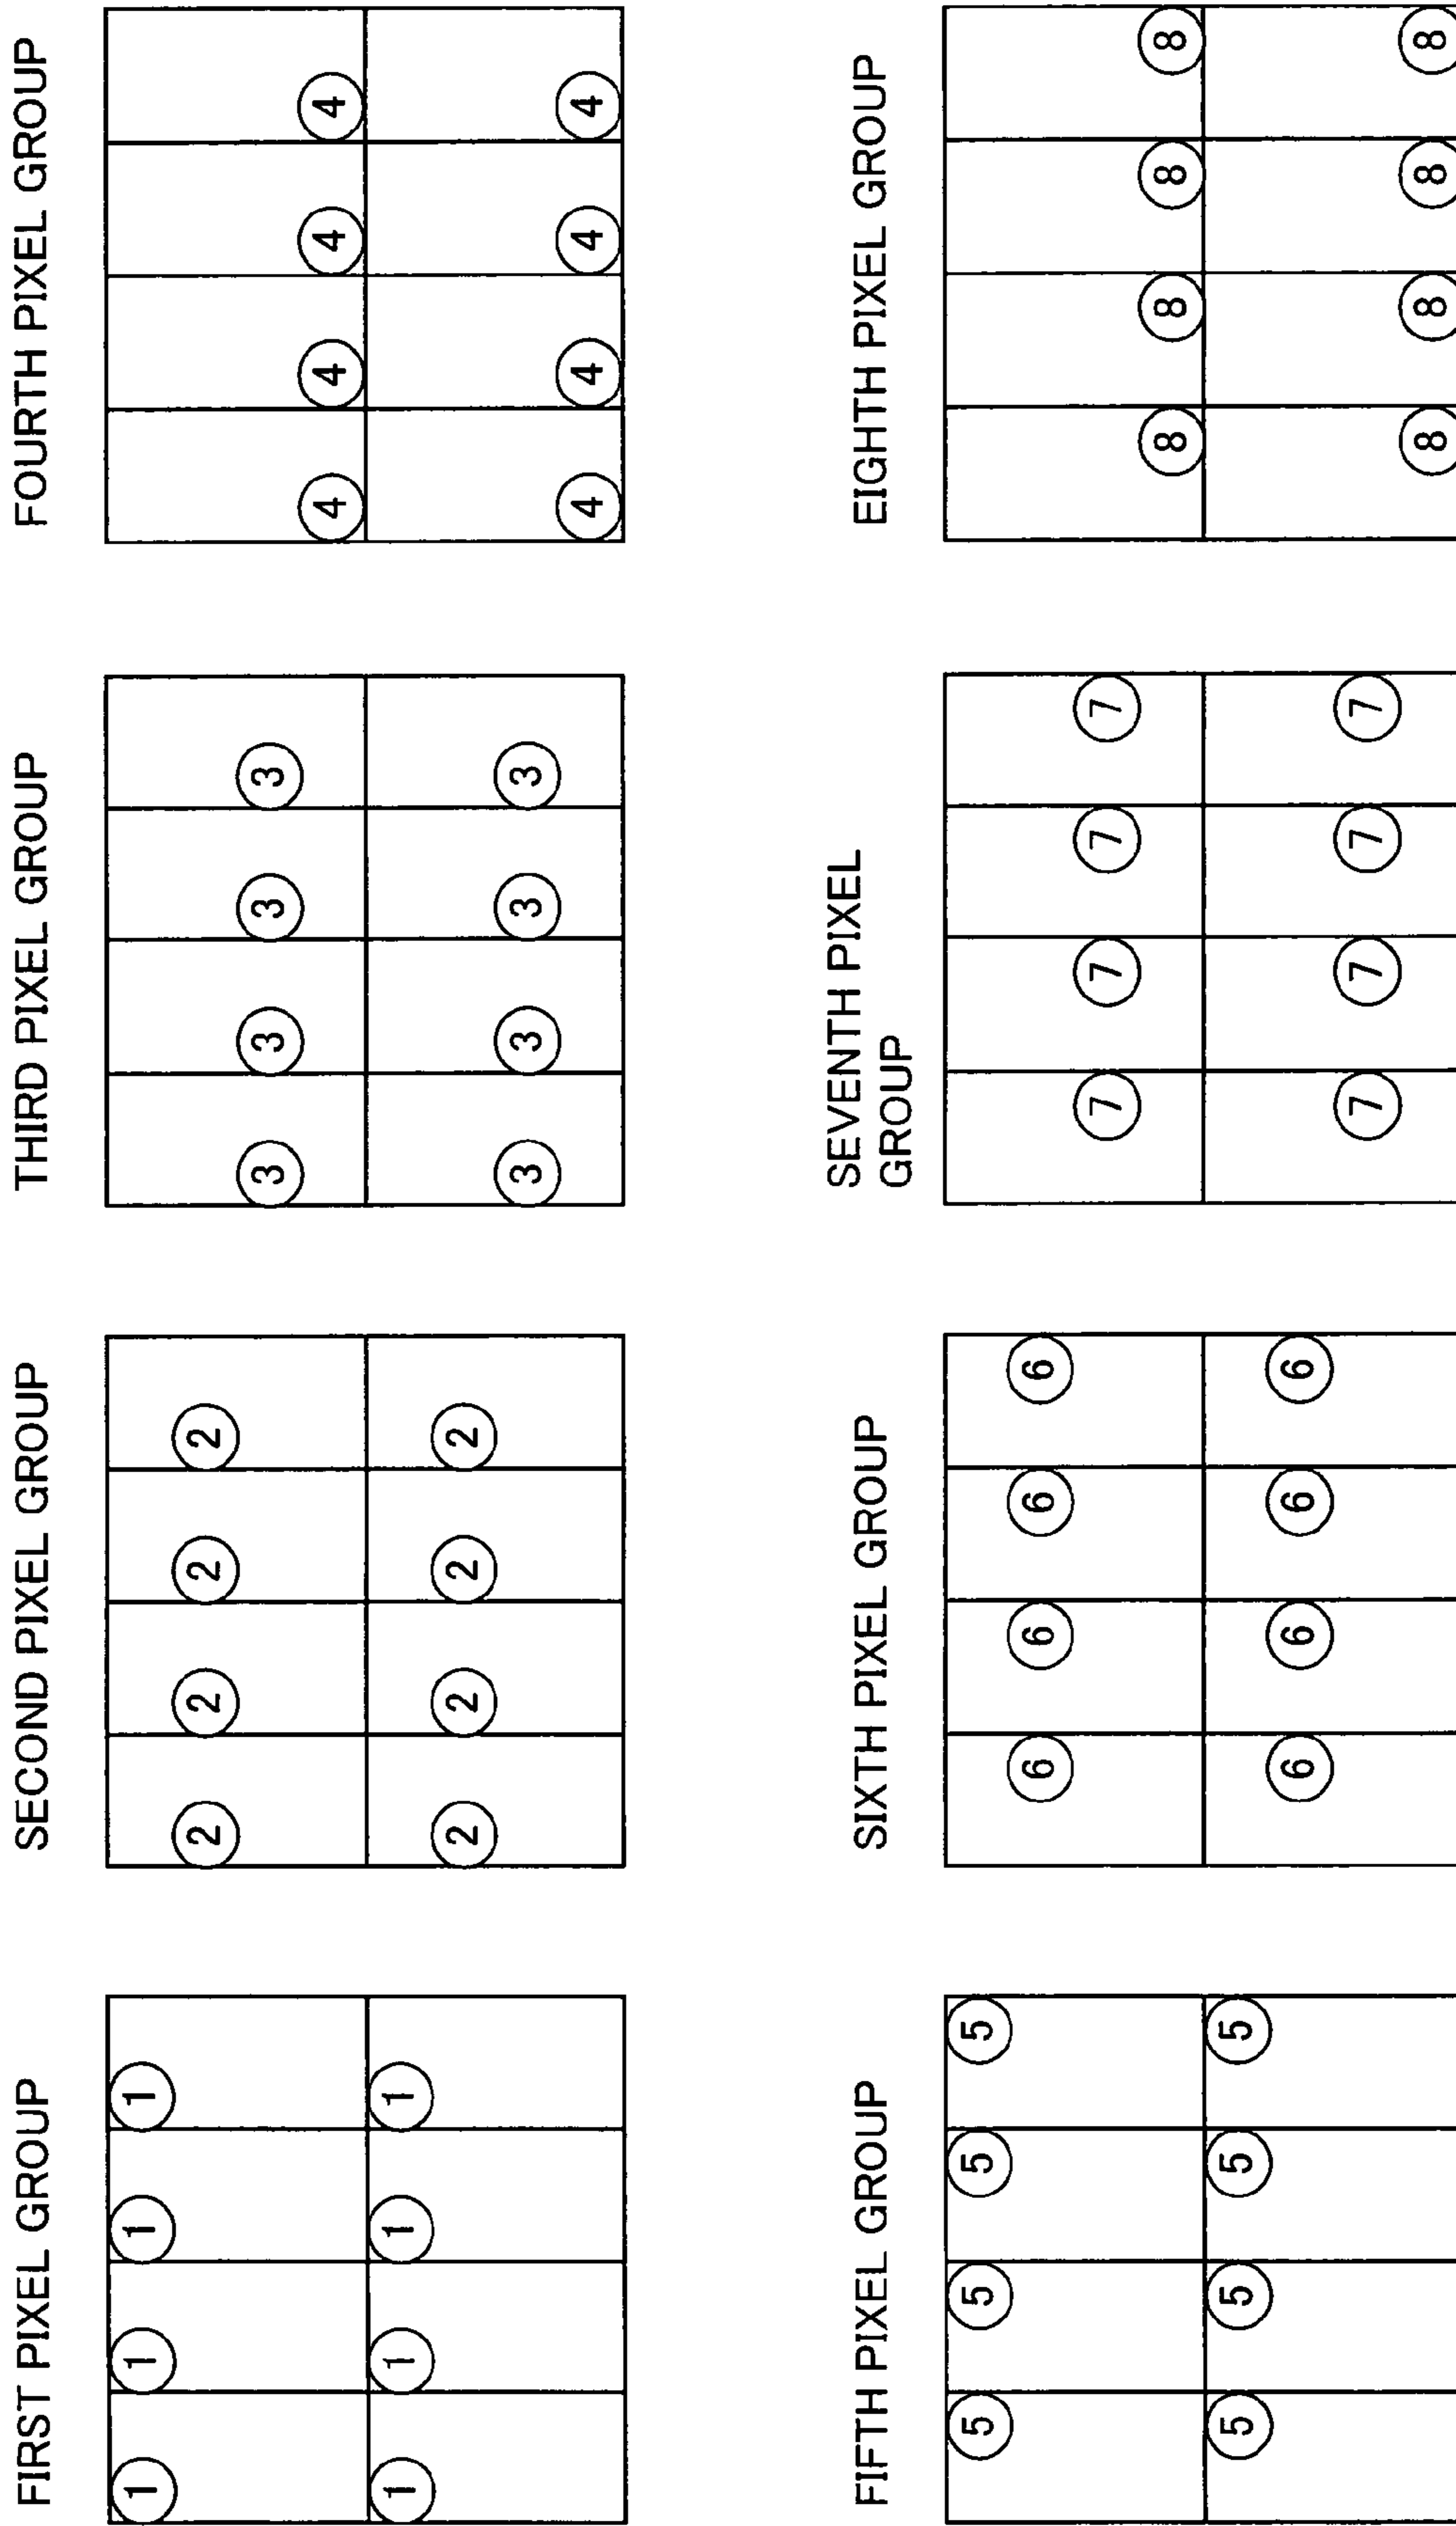 FIRST PIXEL GROUP
1 1 1 1
1 1 1 1
SECOND PIXEL GROUP
2 2 2 2
2 2 2 2
THIRD PIXEL GROUP
3 3 3 3
3 3 3 3
FOURTH PIXEL GROUP
4 4 4 4
4 4 4 4
FIFTH PIXEL GROUP
5 5 5 5
5 5 5 5
SIXTH PIXEL GROUP
6 6 6 6
6 6 6 6
SEVENTH PIXEL
GROUP
7 7 7 7
7 7 7 7
EIGHTH PIXEL GROUP
8 8 8 8
8 8 8 8